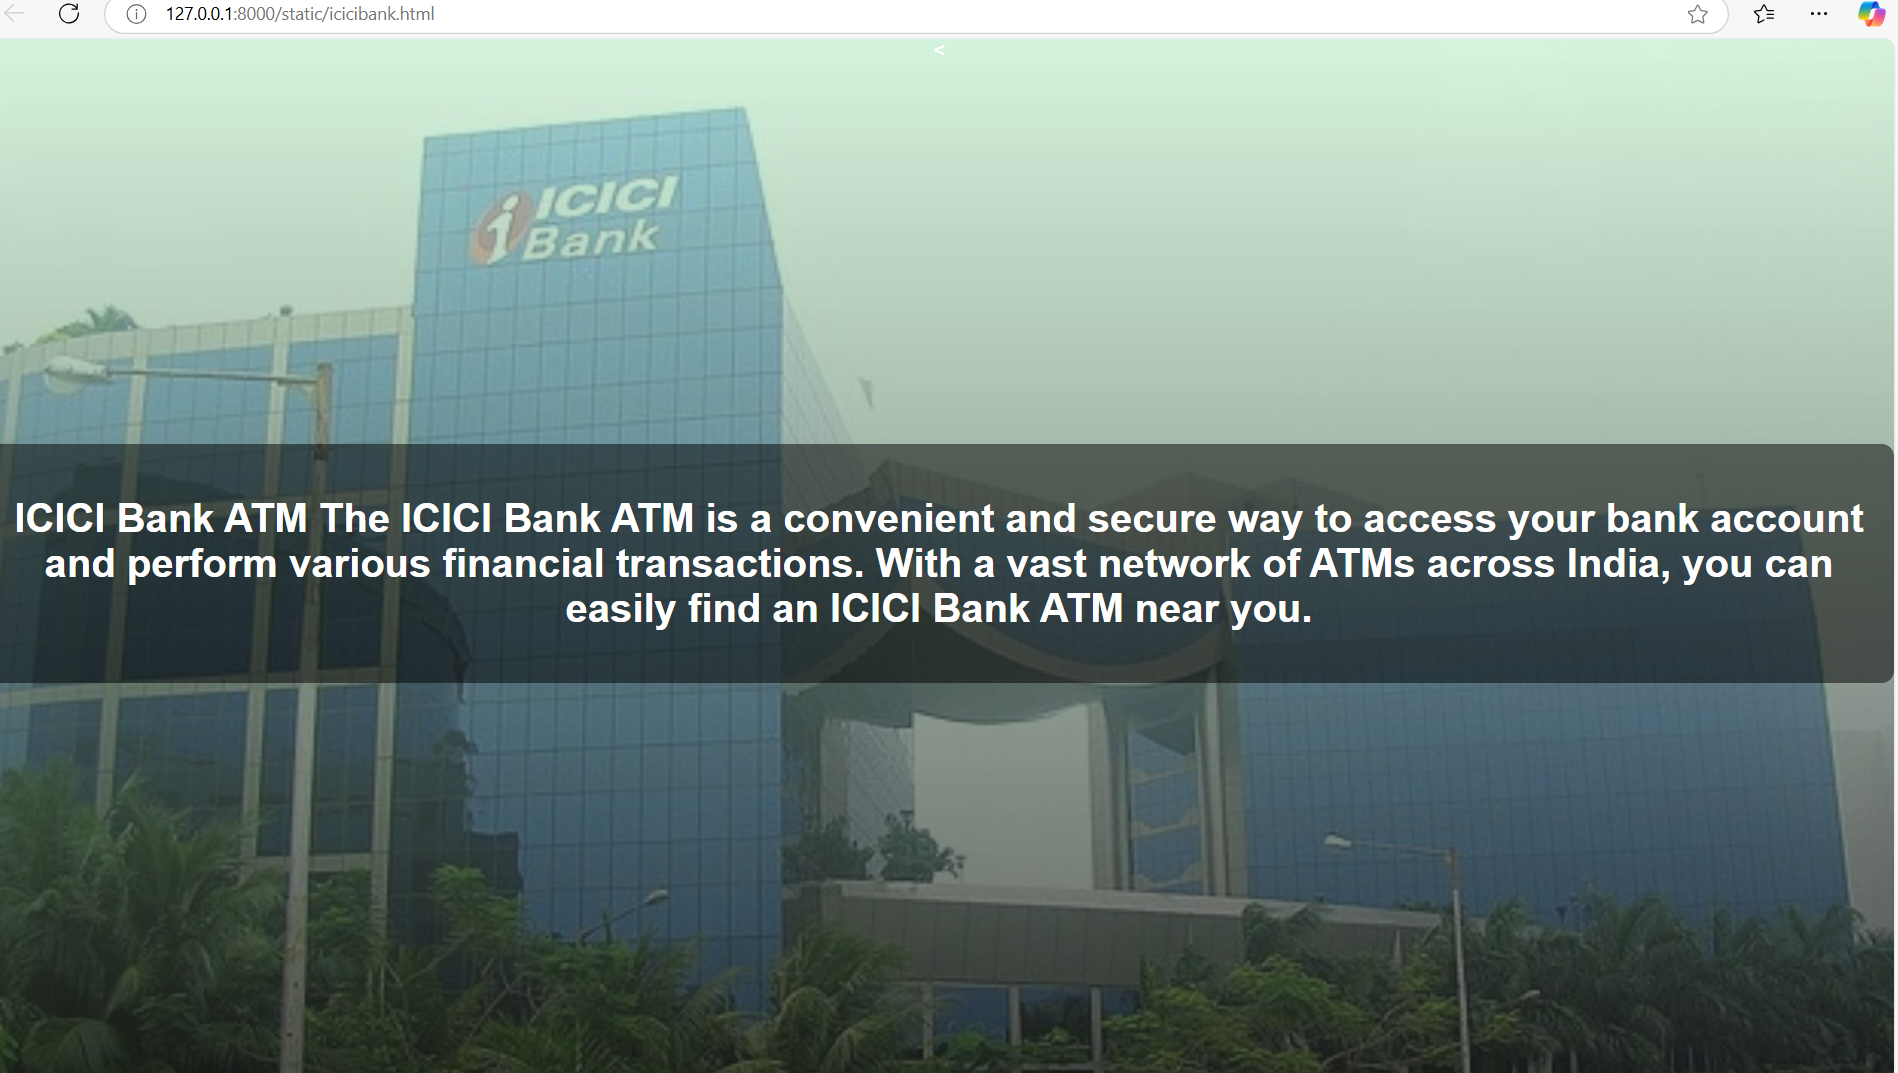 127.0.0.1:8000/static/icicibank.html
<
ICICI
Bank
ICICI Bank ATM The ICICI Bank ATM is a convenient and secure way to access your bank account
and perform various financial transactions. With a vast network of ATMs across India, you can
easily find an ICICI Bank ATM near you.